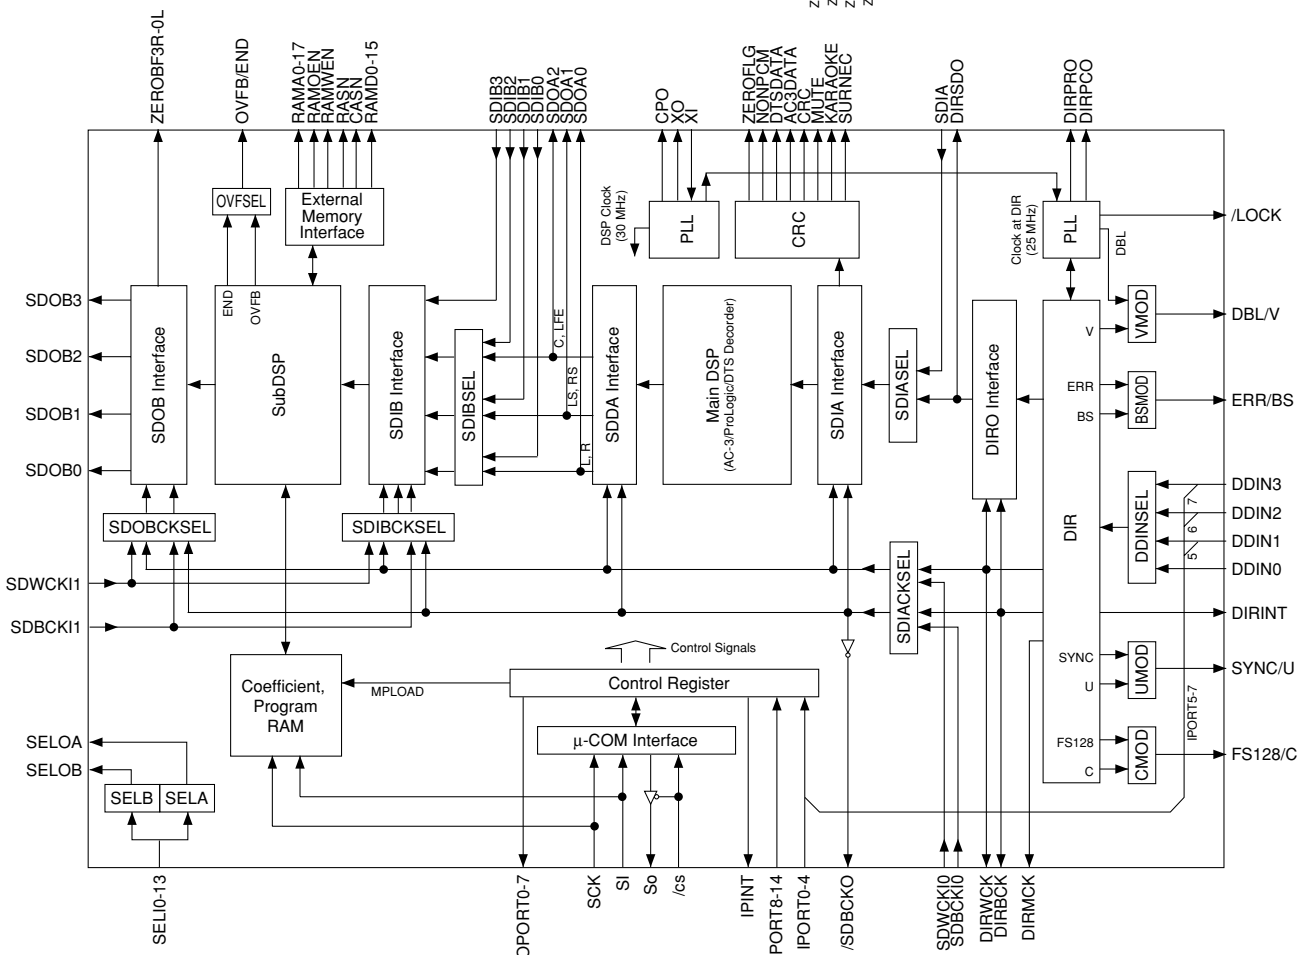 ZEROBF3R-0L
OVFB/END
RAMA0-17
RAMOEN
RAMWEN
RASN
CASN
RAMD0-15
SDIB3
SDIB2
SDIB1
SDIB0
SDOA2
SDOA1
SDOA0
CPO
XO
XI
ZEROFLG
NONPCM
DTSDATA
AC3DATA
CRC
MUTE
KARAOKE
SURNEC
SDIA
DIRSDO
DIRPRO
DIRPCO
OVFSEL
External
Memory
Interface
DSP Clock
(30 MHz)
PLL
CRC
Clock at DIR
(25 MHz)
PLL
DBL
/LOCK
SDOB3
SDOB2
SDOB1
SDOB0
SDOB Interface
END
OVFB
SubDSP
SDIB Interface
SDIBSEL
C, LFE
LS, RS
L, R
SDDA Interface
Main DSP
(AC-3/ProLogic/DTS Decorder)
SDIA Interface
SDIASEL
DIRO Interface
DIR
V
VMOD
DBL/V
ERR
BS
BSMOD
ERR/BS
DDINSEL
7
6
5
DDIN3
DDIN2
DDIN1
DDIN0
SDOBCKSEL
SDIBCKSEL
SDIACKSEL
SDWCKI1
SDBCKI1
DIRINT
Control Signals
Coefficient,
Program
RAM
MPLOAD
Control Register
μ-COM Interface
SYNC
U
UMOD
SYNC/U
IPORT5-7
FS128
C
CMOD
FS128/C
SELOA
SELOB
SELB
SELA
SELI0-13
OPORT0-7
SCK
SI
So
/cs
IPINT
PORT8-14
IPORT0-4
/SDBCKO
SDWCKI0
SDBCKI0
DIRWCK
DIRBCK
DIRMCK